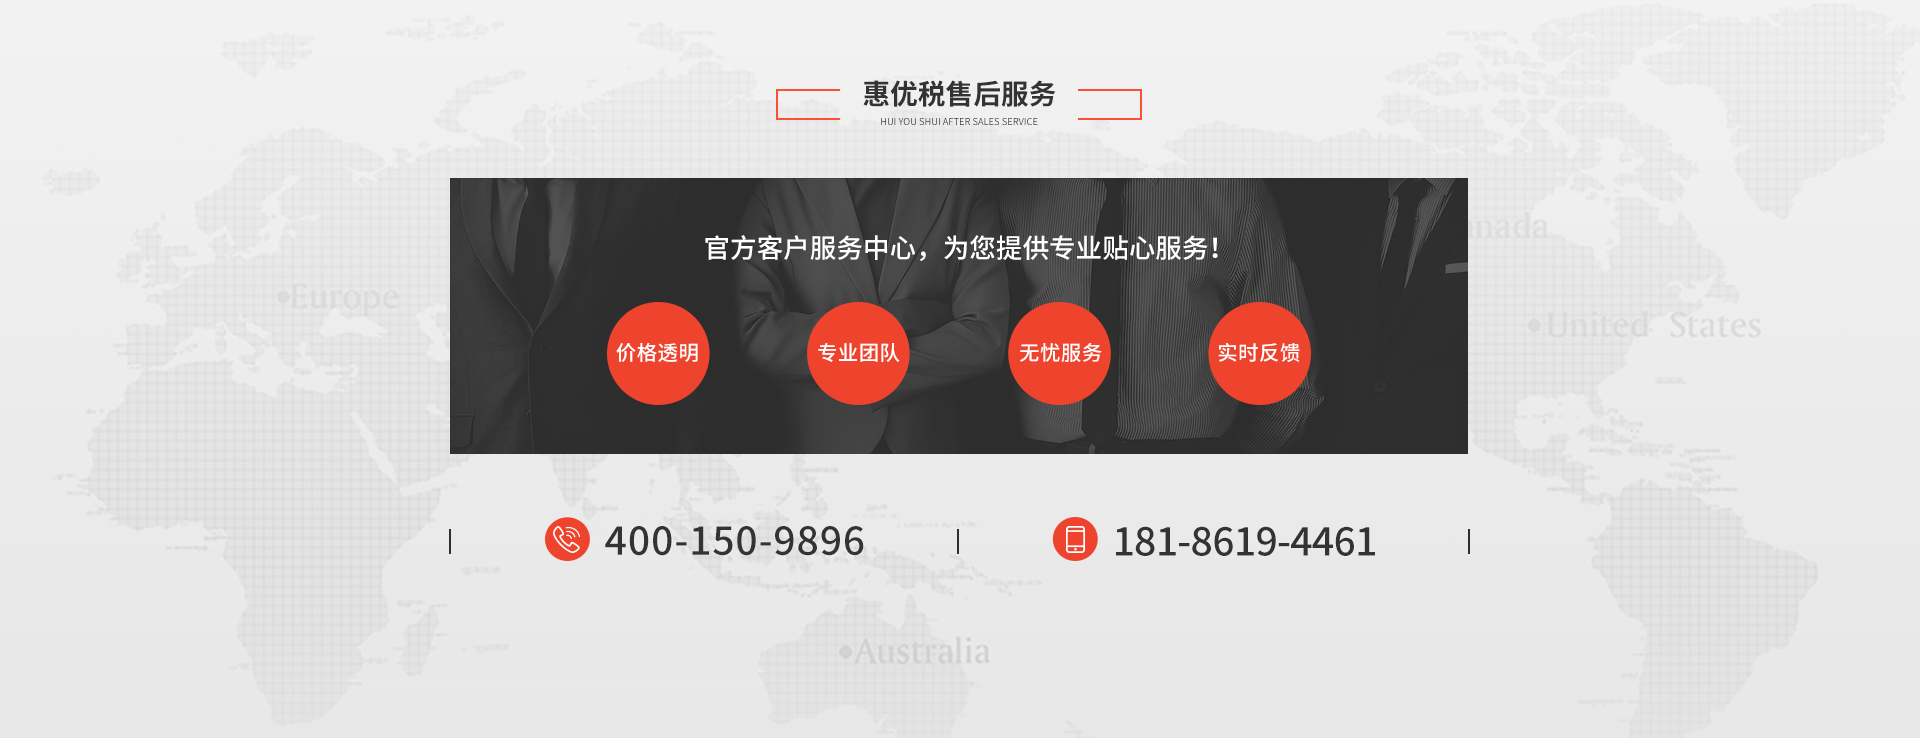 惠优税售后服务
HUI YOU SHUI AFTER SALES SERVICE
官方客户服务中心，为您提供专业贴心服务！
价格透明
专业团队
无忧服务
实时反馈
400-150-9896
181-8619-4461
nada
Europe
United States
Australia